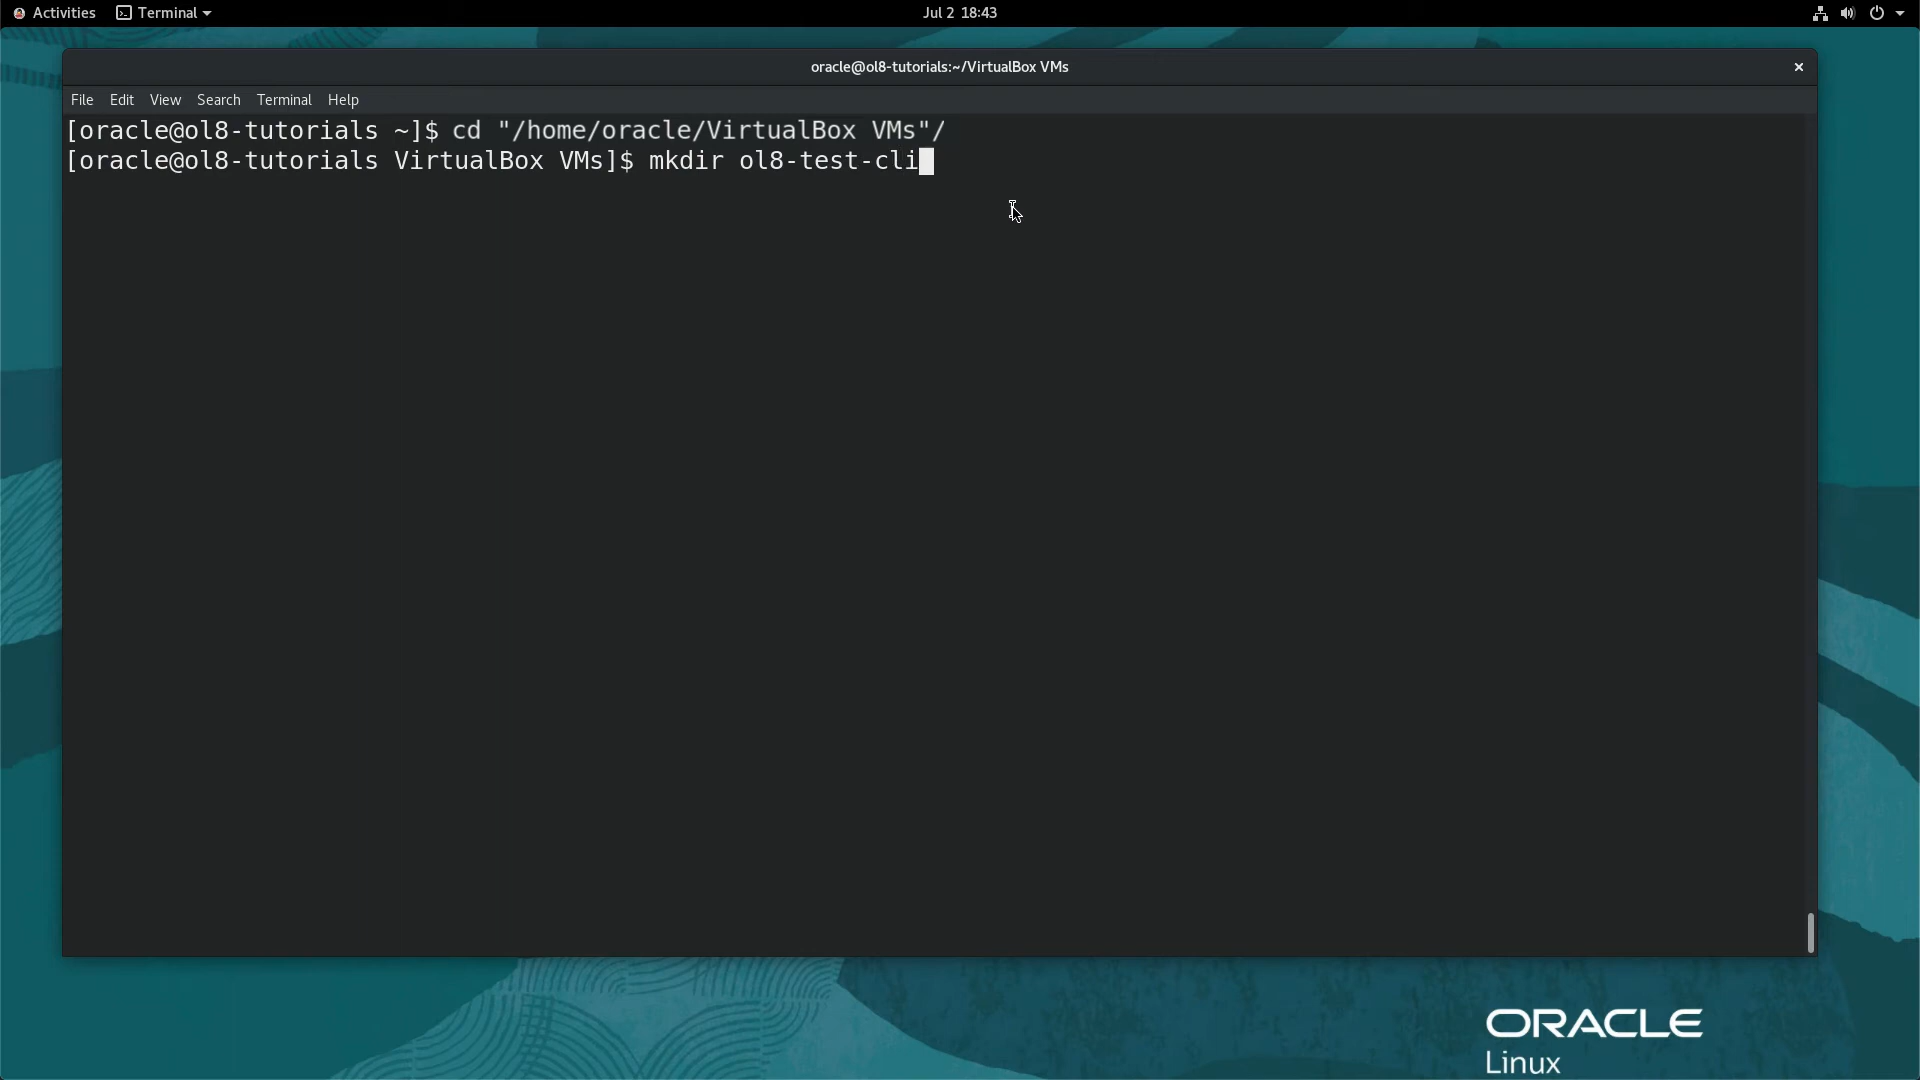 Activities Terminal Jul 2 18:43
oracle@ol8-tutorials:~/VirtualBox VMs
File Edit View Search Terminal Help
[oracle@ol8-tutorials ~]$ cd "/home/oracle/VirtualBox VMs"/
[oracle@ol8-tutorials VirtualBox VMs]$ mkdir ol8-test-cli
ORACLE
Linux